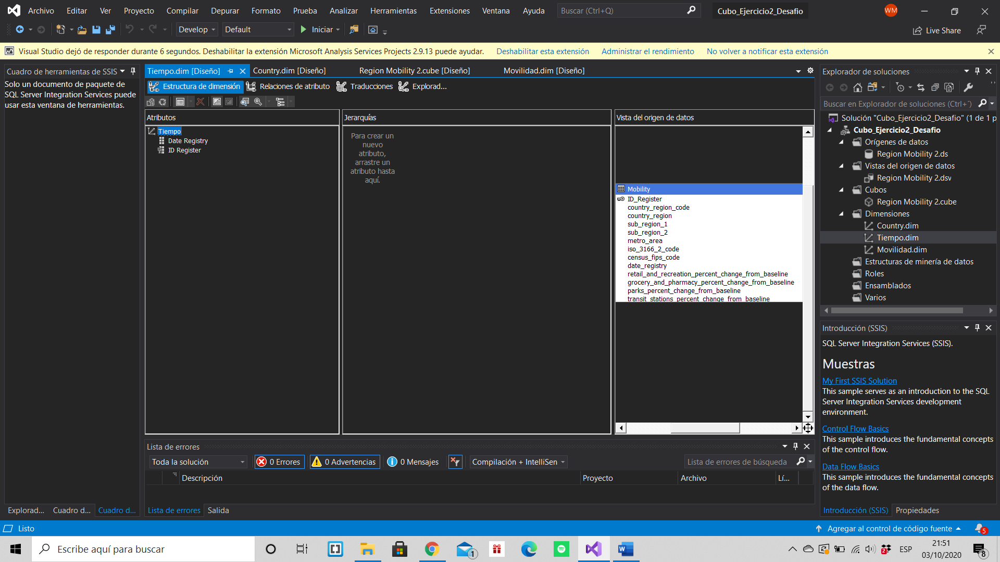 Archivo Editar Ver Proyecto Compilar Depurar Formato Prueba Analizar Herramientas Extensiones Ventana Ayuda Buscar (Ctrl+Q) Cubo_Ejercicio2_Desafio WM
Develop Default Iniciar Live Share
Visual Studio dejó de responder durante 6 segundos. Deshabilitar la extensión Microsoft Analysis Services Projects 2.9.13 puede ayudar. Deshabilitar esta extensión Administrar el rendimiento No volver a notificar esta extensión
Cuadro de herramientas de SSIS
Solo un documento de paquete de
SQL Server Integration Services puede
usar esta ventana de herramientas.
Explorad... Cuadro d... Cuadro d...
Tiempo.dim [Diseño] Country.dim [Diseño] Region Mobility 2.cube [Diseño] Movilidad.dim [Diseño]
Estructura de dimensión Relaciones de atributo Traducciones Explorad...
Atributos
Tiempo
Date Registry
ID Register
Jerarquías
Para crear un
nuevo
atributo,
arrastre un
atributo hasta
aquí.
Vista del origen de datos
Mobility
ID_Register
country_region_code
country_region
sub_region_1
sub_region_2
metro_area
iso_3166_2_code
census_fips_code
date_registry
retail_and_recreation_percent_change_from_baseline
grocery_and_pharmacy_percent_change_from_baseline
parks_percent_change_from_baseline
transit_stations_percent_change_from_baseline
Lista de errores
Toda la solución 0 Errores 0 Advertencias 0 Mensajes Compilación + IntelliSen Lista de errores de búsqueda
Descripción Proyecto Archivo Lí...
Lista de errores Salida
Explorador de soluciones
Buscar en Explorador de soluciones (Ctrl+´)
Solución "Cubo_Ejercicio2_Desafio" (1 de 1 p
Cubo_Ejercicio2_Desafio
Orígenes de datos
Region Mobility 2.ds
Vistas del origen de datos
Region Mobility 2.dsv
Cubos
Region Mobility 2.cube
Dimensiones
Country.dim
Tiempo.dim
Movilidad.dim
Estructuras de minería de datos
Roles
Ensamblados
Varios
Introducción (SSIS)
SQL Server Integration Services (SSIS).
Muestras
My First SSIS Solution
This sample serves as an introduction to the SQL
Server Integration Services development
environment.
Control Flow Basics
This sample introduces the fundamental concepts
of the control flow.
Data Flow Basics
This sample introduces the fundamental concepts
of the data flow.
Introducción (SSIS) Propiedades
Listo Agregar al control de código fuente 5
Escribe aquí para buscar 1 2 ESP 21:51
03/10/2020 8